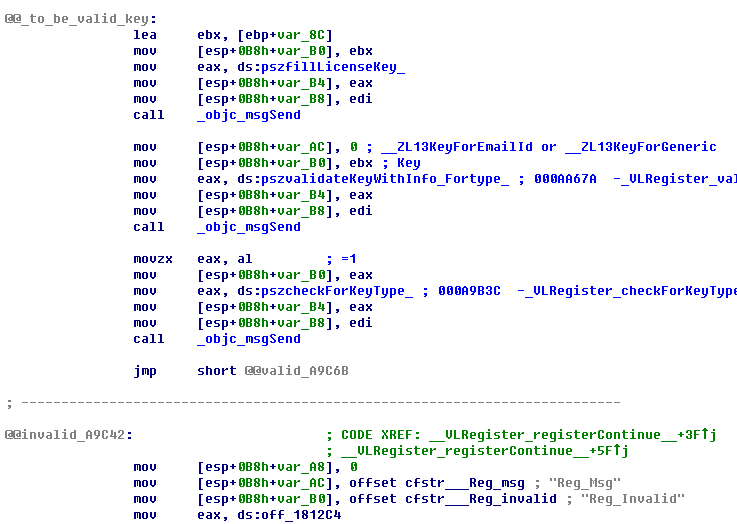 @@_to_be_valid_key:
lea ebx, [ebp+var_8C]
mov [esp+0B8h+var_B0], ebx
mov eax, ds:pszfillLicenseKey_
mov [esp+0B8h+var_B4], eax
mov [esp+0B8h+var_B8], edi
call _objc_msgSend
mov [esp+0B8h+var_AC], 0 ; __ZL13KeyForEmailId or __ZL13KeyForGeneric
mov [esp+0B8h+var_B0], ebx ; Key
mov eax, ds:pszvalidateKeyWithInfo_Fortype_ ; 000AA67A -_VLRegister_val
mov [esp+0B8h+var_B4], eax
mov [esp+0B8h+var_B8], edi
call _objc_msgSend
movzx eax, al ; =1
mov [esp+0B8h+var_B0], eax
mov eax, ds:pszcheckForKeyType_ ; 000A9B3C -_VLRegister_checkForKeyType
mov [esp+0B8h+var_B4], eax
mov [esp+0B8h+var_B8], edi
call _objc_msgSend
jmp short @@valid_A9C6B
; ---------------------------------------------------------------------------
@@invalid_A9C42: ; CODE XREF: __VLRegister_registerContinue__+3F↑j
; __VLRegister_registerContinue__+5F↑j
mov [esp+0B8h+var_A8], 0
mov [esp+0B8h+var_AC], offset cfstr___Reg_msg ; "Reg_Msg"
mov [esp+0B8h+var_B0], offset cfstr___Reg_invalid ; "Reg_Invalid"
mov eax, ds:off_1812C4